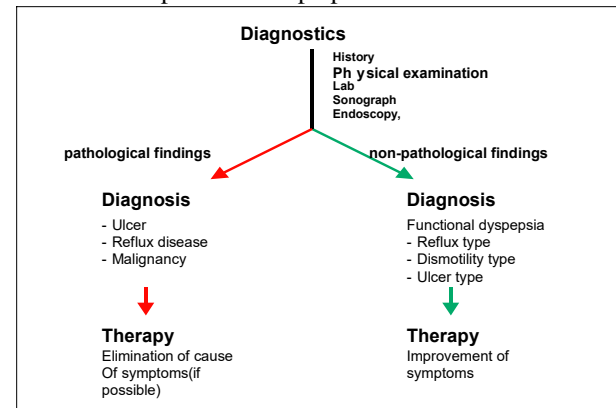 Diagnostics
History
Ph ysical examination
Lab
Sonograph
Endoscopy,
pathological findings
non-pathological findings
Diagnosis
- Ulcer
- Reflux disease
- Malignancy
Diagnosis
Functional dyspepsia
- Reflux type
- Dismotility type
- Ulcer type
Therapy
Elimination of cause
Of symptoms(if
possible)
Therapy
Improvement of
symptoms